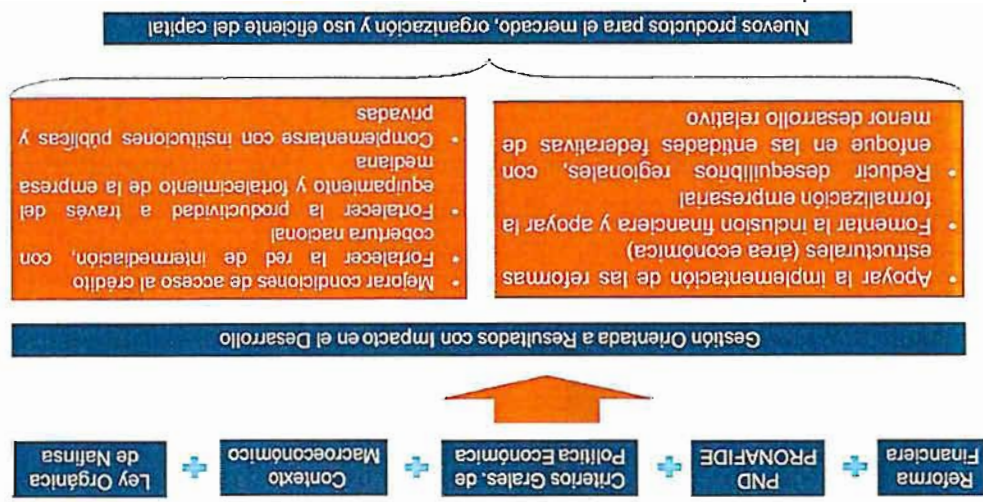 Reforma
Financiera
PND
PRONAFIDE
Criterios Grales. de
Política Económica
Contexto
Macroeconómico
Ley Orgánica
de Nafinsa
Gestión Orientada a Resultados con Impacto en el Desarrollo
• Apoyar la implementación de las reformas
estructurales (área económica)
• Fomentar la inclusión financiera y apoyar la
formalización empresarial
• Reducir desequilibrios regionales, con
enfoque en las entidades federativas de
menor desarrollo relativo
• Mejorar condiciones de acceso al crédito
• Fortalecer la red de intermediación, con
cobertura nacional
• Fortalecer la productividad a través del
equipamiento y fortalecimiento de la empresa
mediana
• Complementarse con instituciones públicas y
privadas
Nuevos productos para el mercado, organización y uso eficiente del capital